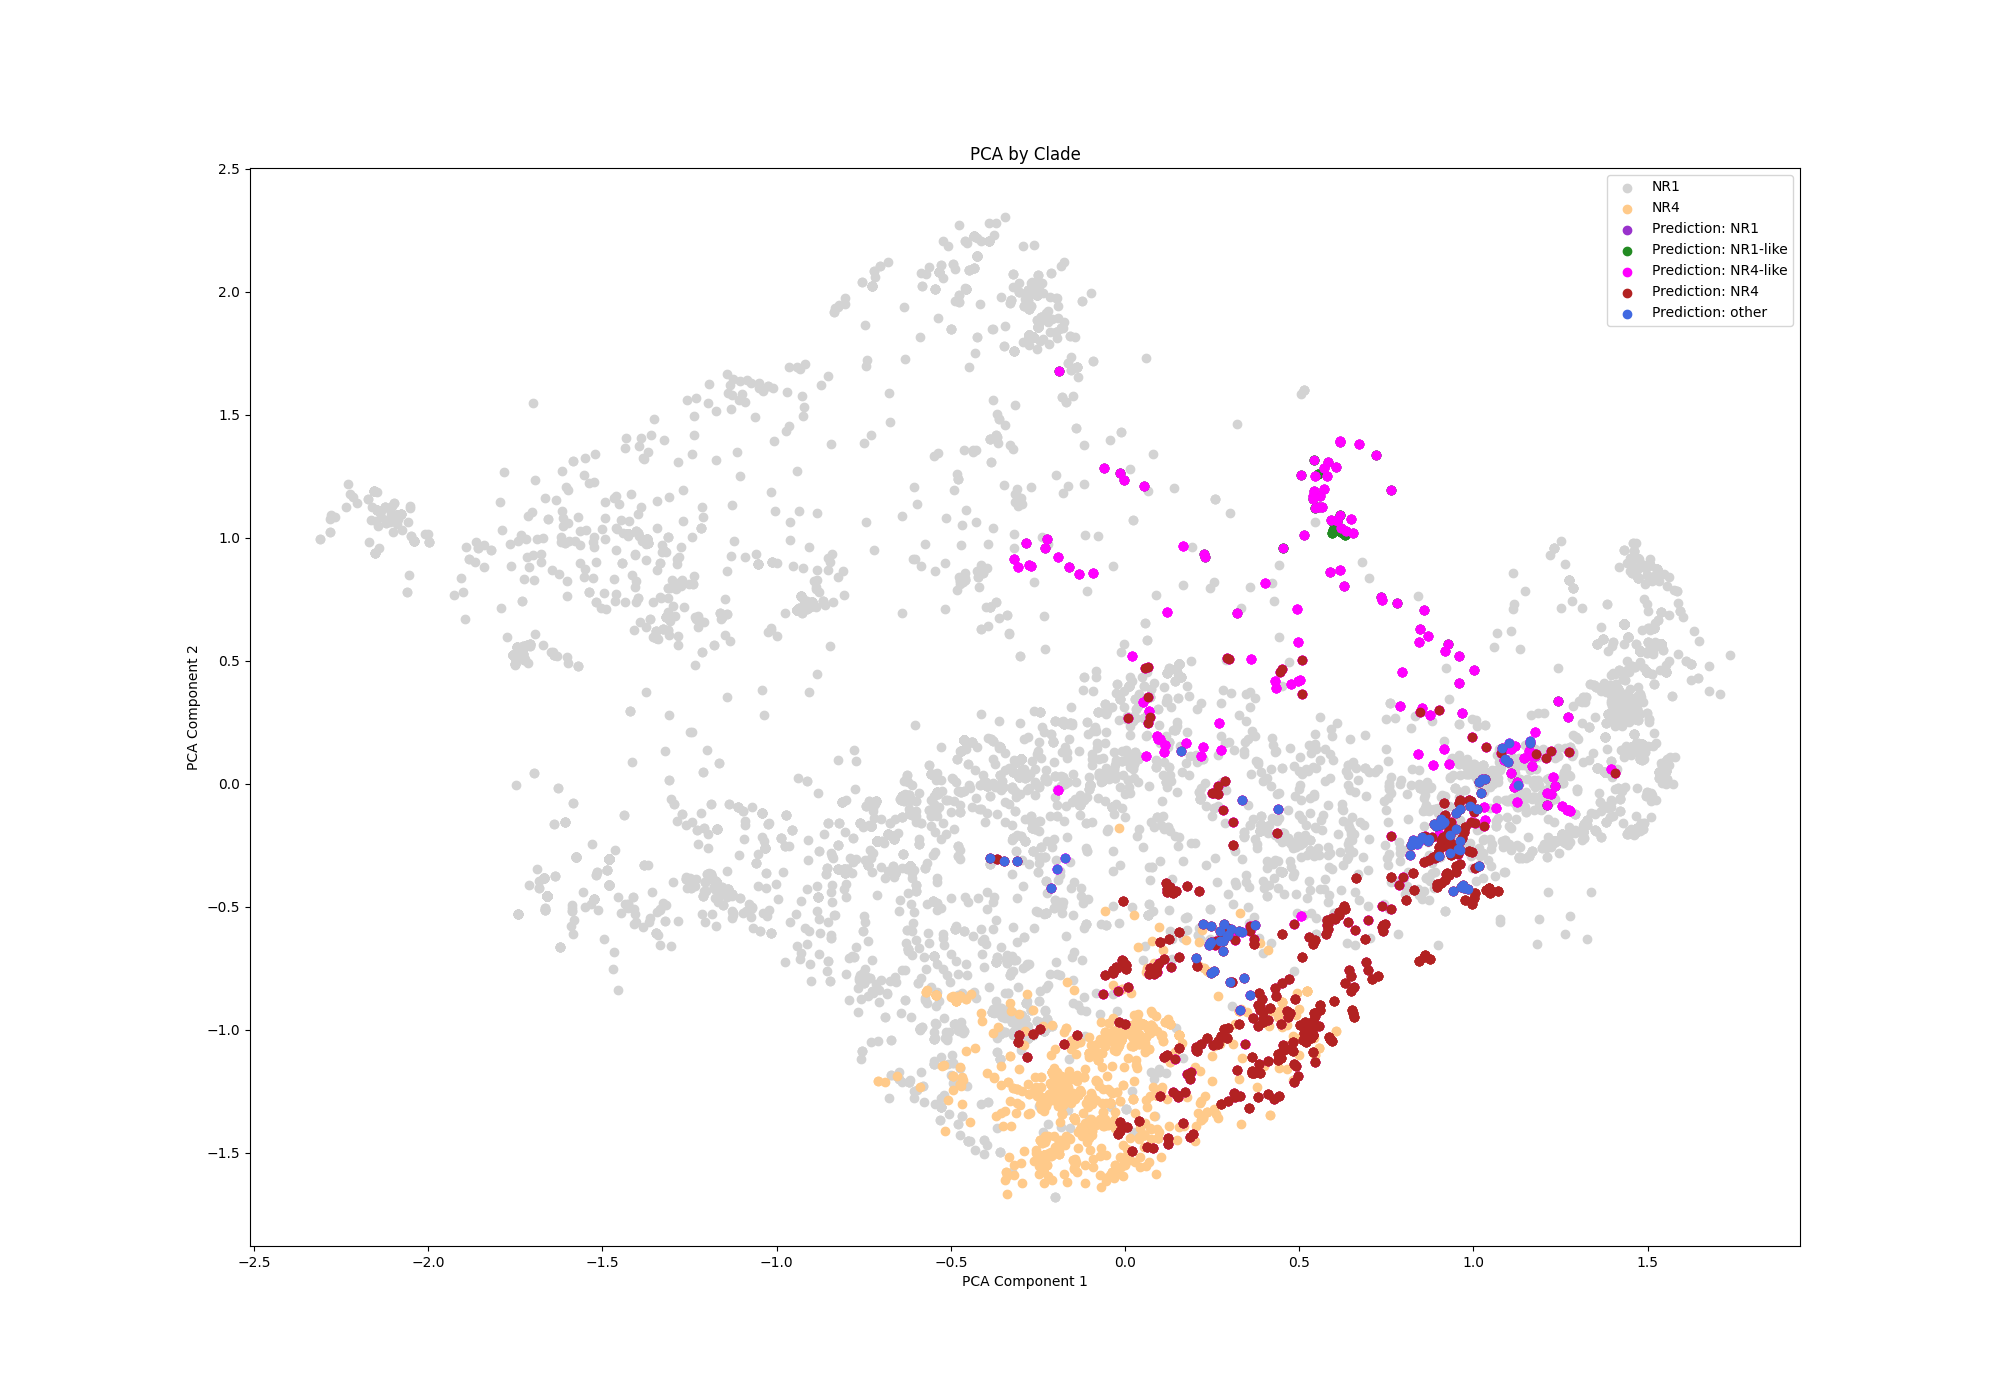 PCA by Clade
2.5
2.0
1.5
1.0
0.5
0.0
−0.5
−1.0
−1.5
PCA Component 2
NR1
NR4
Prediction: NR1
Prediction: NR1-like
Prediction: NR4-like
Prediction: NR4
Prediction: other
−2.5 −2.0 −1.5 −1.0 −0.5 0.0 0.5 1.0 1.5
PCA Component 1